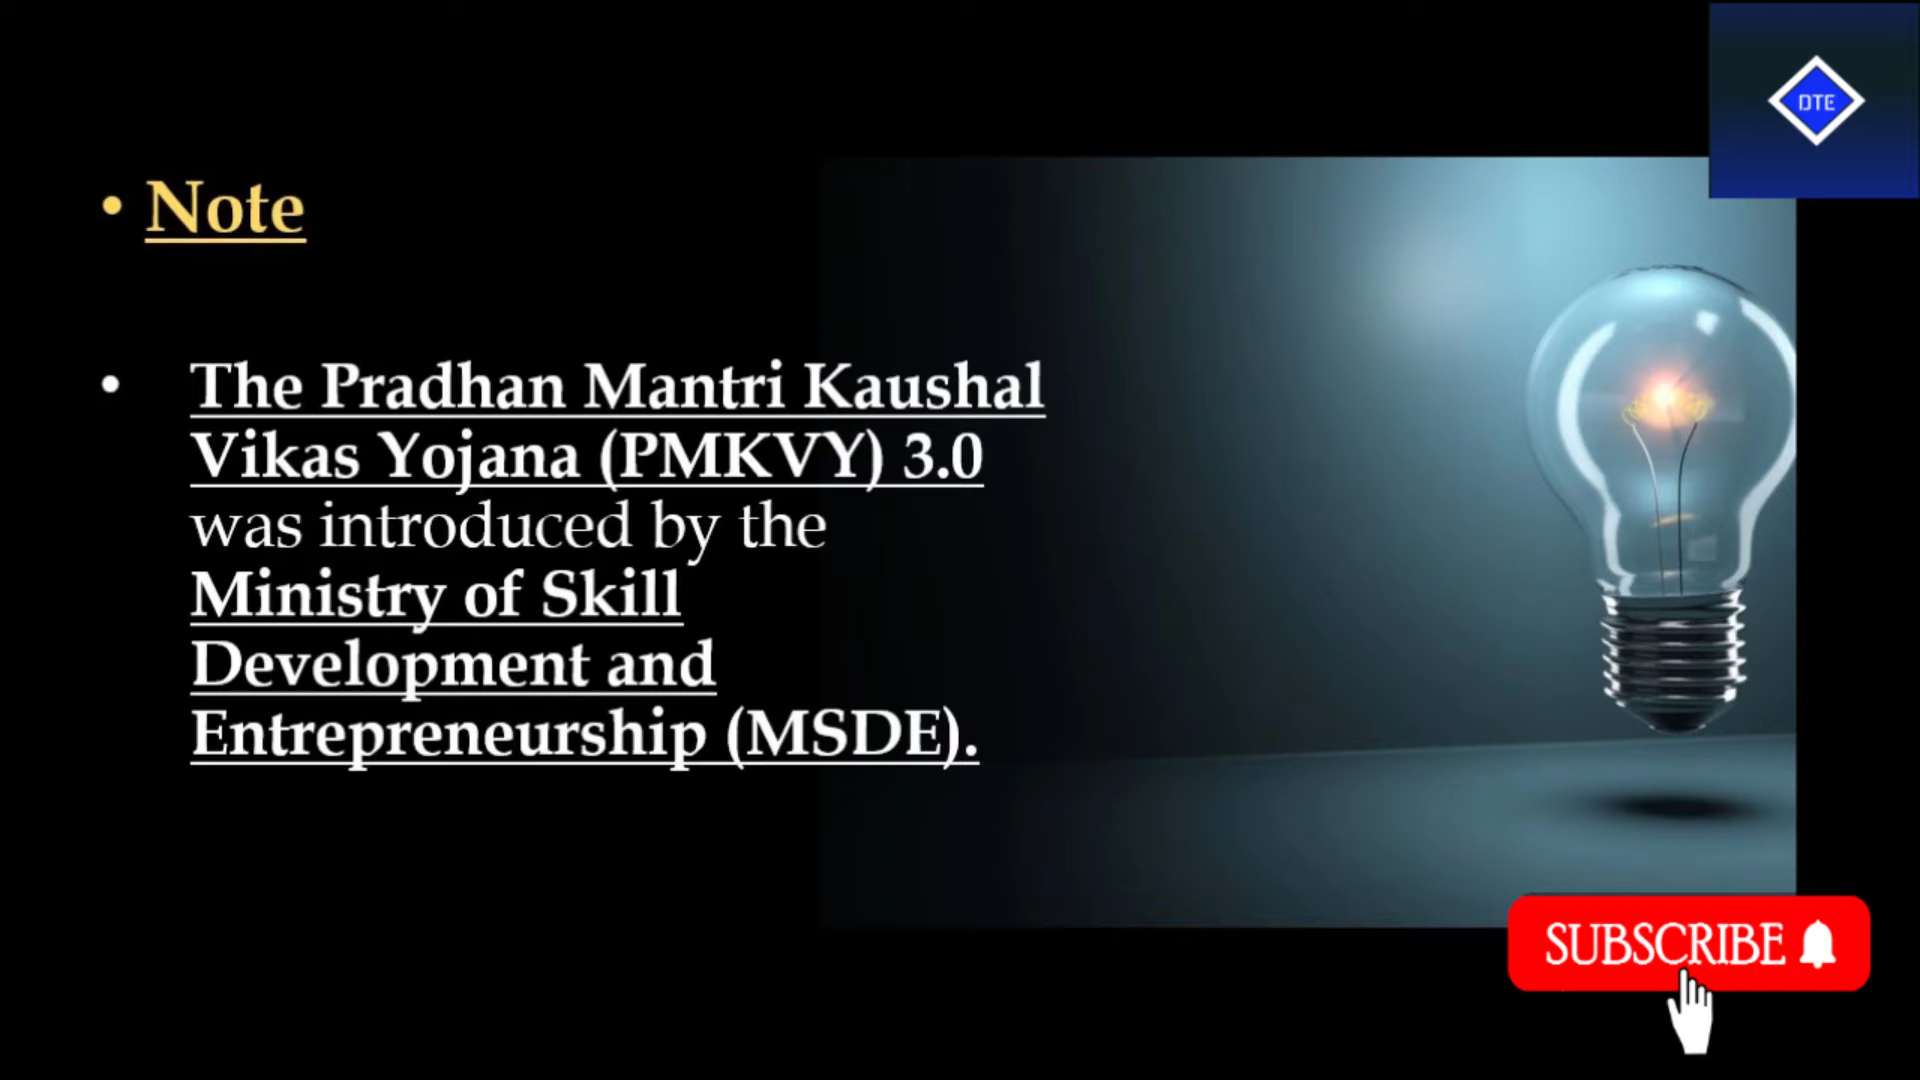 DTE
• Note
• The Pradhan Mantri Kaushal
Vikas Yojana (PMKVY) 3.0
was introduced by the
Ministry of Skill
Development and
Entrepreneurship (MSDE).
SUBSCRIBE